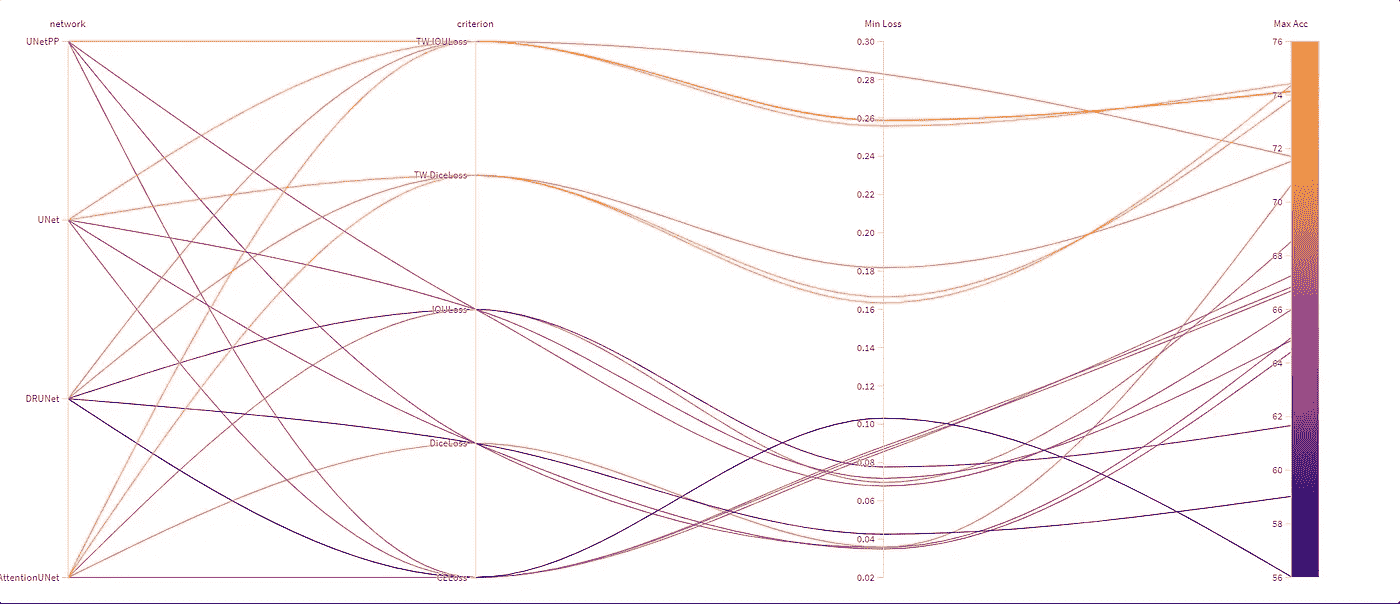 network criterion Min Loss Max Acc
UNetPP TW-IOULoss 0.30 76
0.28
74
0.26
0.24 72
TW-DiceLoss
0.22 70
UNet
0.20
68
0.18
IOULoss 0.16 66
0.14
64
0.12
DRUNet
62
0.10
DiceLoss
0.08 60
0.06
58
0.04
AttentionUNet CELoss 0.02 56